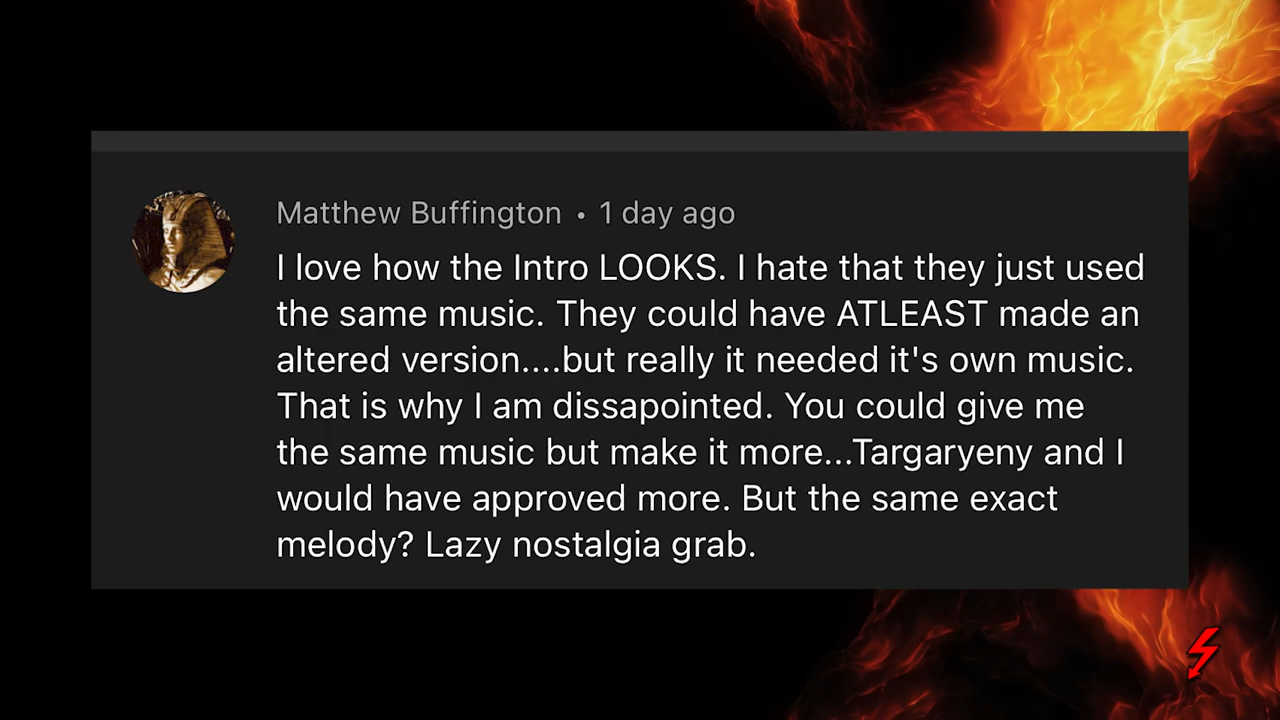 Matthew Buffington • 1 day ago
I love how the Intro LOOKS. I hate that they just used
the same music. They could have ATLEAST made an
altered version....but really it needed it's own music.
That is why I am dissapointed. You could give me
the same music but make it more...Targaryeny and I
would have approved more. But the same exact
melody? Lazy nostalgia grab.